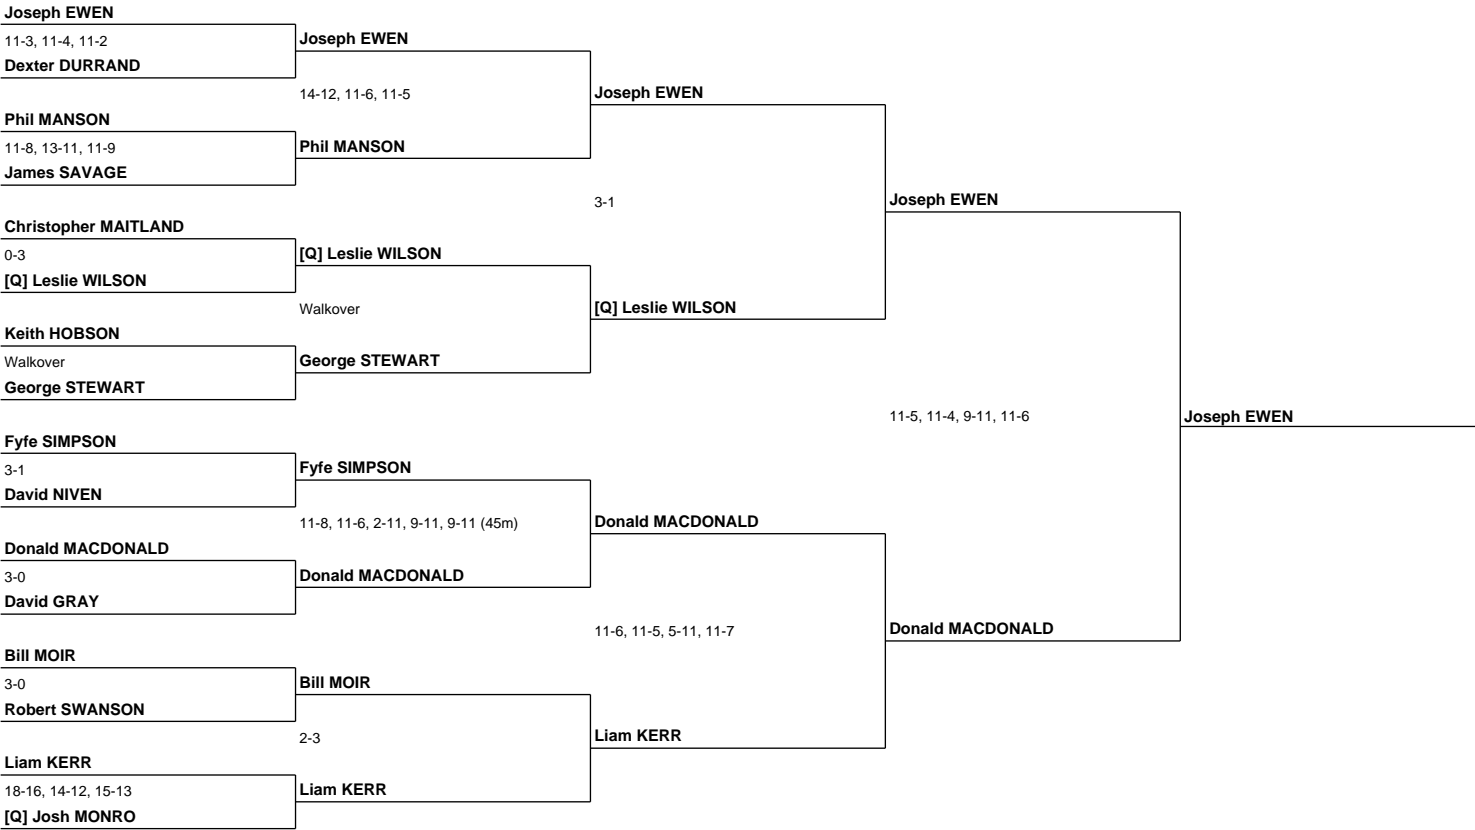 Joseph EWEN
11-3, 11-4, 11-2
Dexter DURRAND
Phil MANSON
11-8, 13-11, 11-9
James SAVAGE
Christopher MAITLAND
0-3
[Q] Leslie WILSON
Keith HOBSON
Walkover
George STEWART
Fyfe SIMPSON
3-1
David NIVEN
Donald MACDONALD
3-0
David GRAY
Bill MOIR
3-0
Robert SWANSON
Liam KERR
18-16, 14-12, 15-13
[Q] Josh MONRO
Joseph EWEN
14-12, 11-6, 11-5
Phil MANSON
[Q] Leslie WILSON
Walkover
George STEWART
Fyfe SIMPSON
11-8, 11-6, 2-11, 9-11, 9-11 (45m)
Donald MACDONALD
Bill MOIR
2-3
Liam KERR
Joseph EWEN
3-1
[Q] Leslie WILSON
Donald MACDONALD
11-6, 11-5, 5-11, 11-7
Liam KERR
Joseph EWEN
11-5, 11-4, 9-11, 11-6
Donald MACDONALD
Joseph EWEN